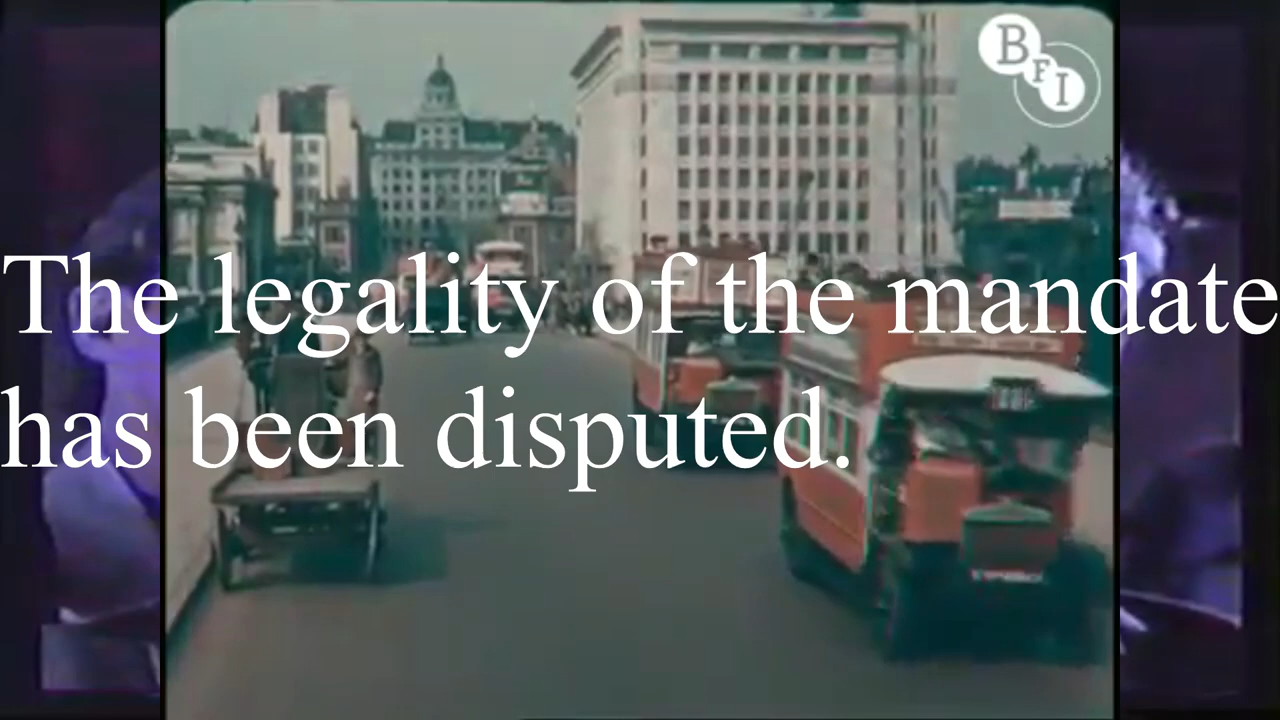 BFI
The legality of the mandate
has been disputed.